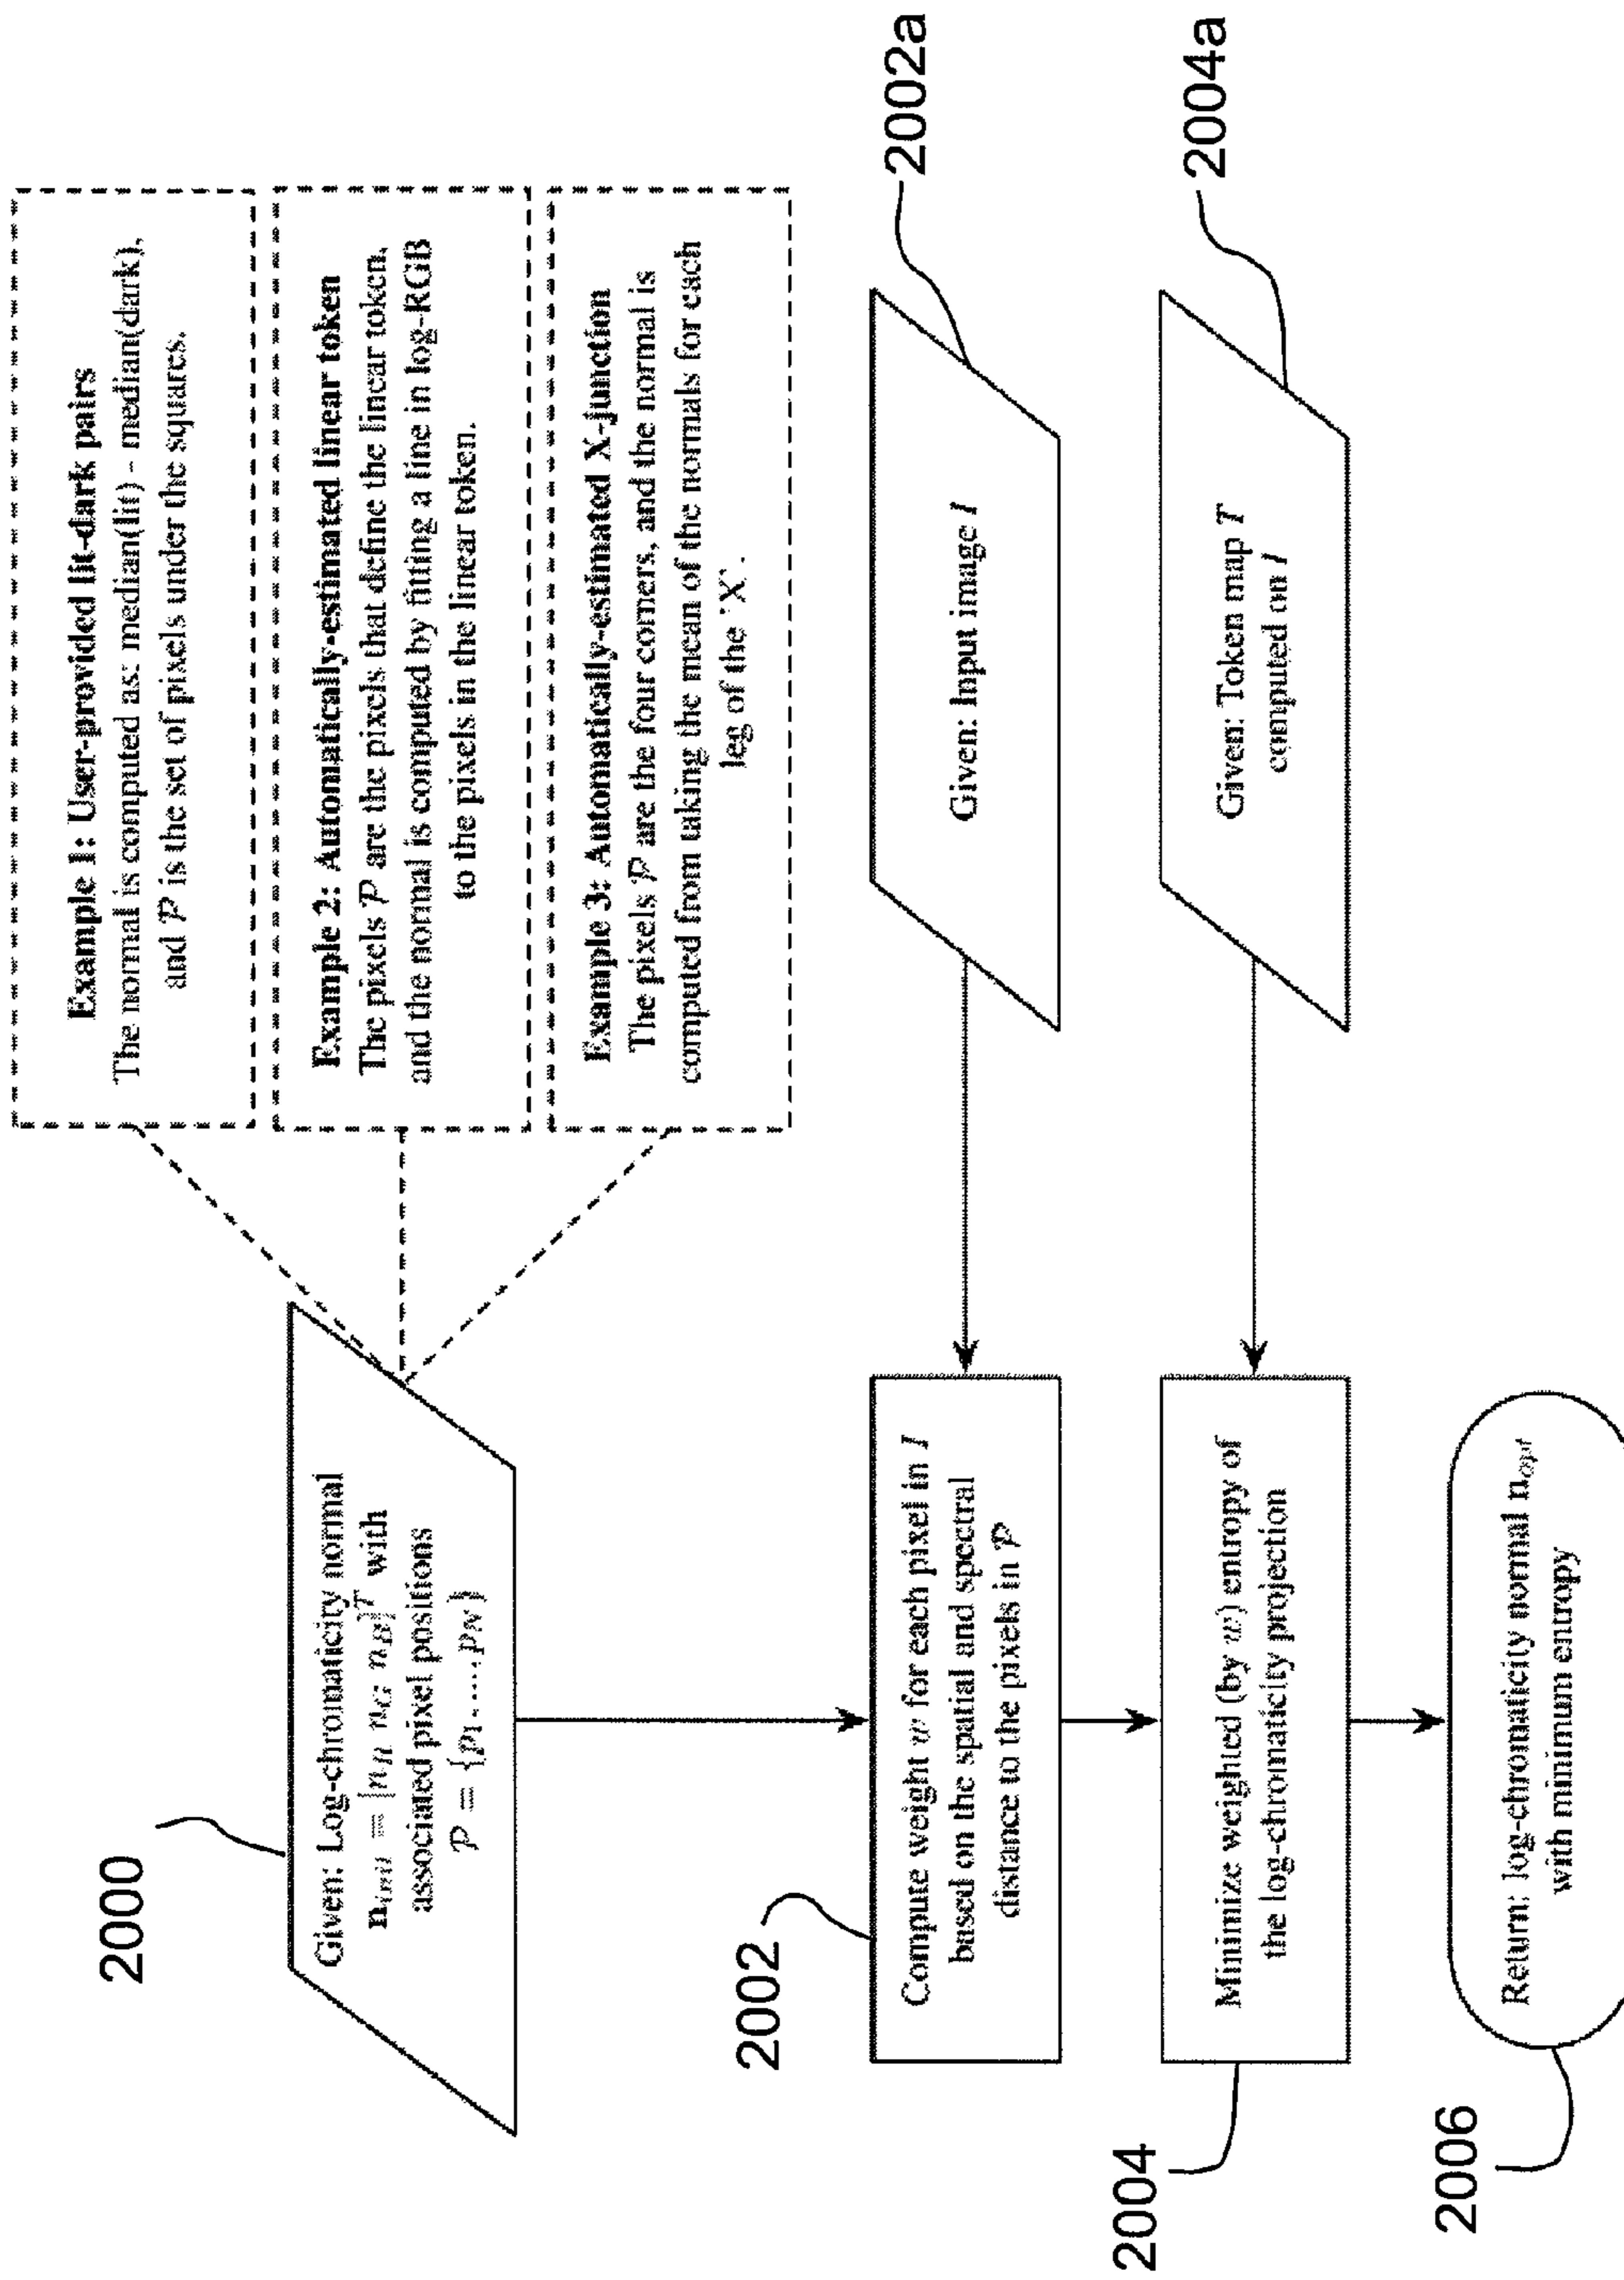 2000
Given: Log-chromaticity normal
n_init = [n_R n_G n_B]^T with
associated pixel positions
P = {p_1, ..., p_N}
Example 1: User-provided lit-dark pairs
The normal is computed as: median(lit) - median(dark),
and P is the set of pixels under the squares.
Example 2: Automatically-estimated linear token
The pixels P are the pixels that define the linear token,
and the normal is computed by fitting a line in log-RGB
to the pixels in the linear token.
Example 3: Automatically-estimated X-junction
The pixels P are the four corners, and the normal is
computed from taking the mean of the normals for each
leg of the 'X'.
2002
Compute weight w for each pixel in I
based on the spatial and spectral
distance to the pixels in P
Given: Input image I
2002a
2004
Minimize weighted (by w) entropy of
the log-chromaticity projection
Given: Token map T
computed on I
2004a
2006
Return: log-chromaticity normal n_opt
with minimum entropy